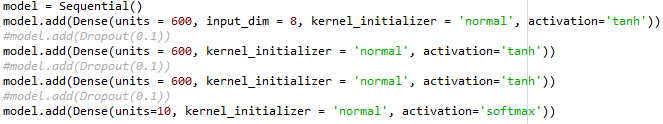 model = Sequential()
model.add(Dense(units = 600, input_dim = 8, kernel_initializer = 'normal', activation='tanh'))
#model.add(Dropout(0.1))
model.add(Dense(units = 600, kernel_initializer = 'normal', activation='tanh'))
#model.add(Dropout(0.1))
model.add(Dense(units = 600, kernel_initializer = 'normal', activation='tanh'))
#model.add(Dropout(0.1))
model.add(Dense(units=10, kernel_initializer = 'normal', activation='softmax'))